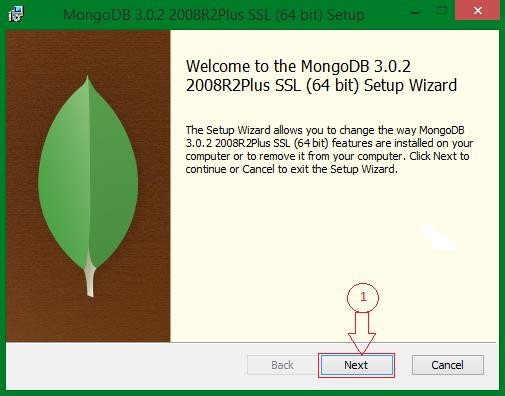 MongoDB 3.0.2 2008R2Plus SSL (64 bit) Setup
Welcome to the MongoDB 3.0.2
2008R2Plus SSL (64 bit) Setup Wizard
The Setup Wizard allows you to change the way MongoDB
3.0.2 2008R2Plus SSL (64 bit) features are installed on your
computer or to remove it from your computer. Click Next to
continue or Cancel to exit the Setup Wizard.
1
Back
Next
Cancel